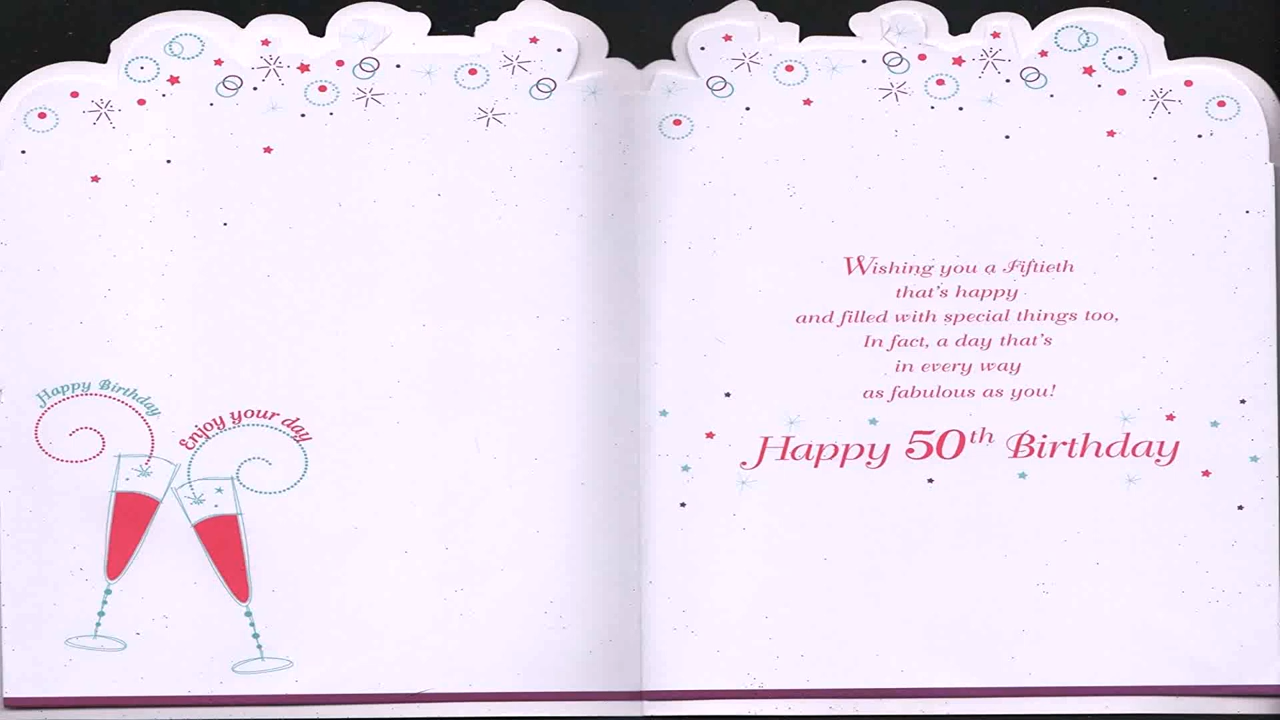 Happy Birthday
Enjoy your day
Wishing you a Fiftieth
that's happy
and filled with special things too,
In fact, a day that's
in every way
as fabulous as you!
Happy 50th Birthday